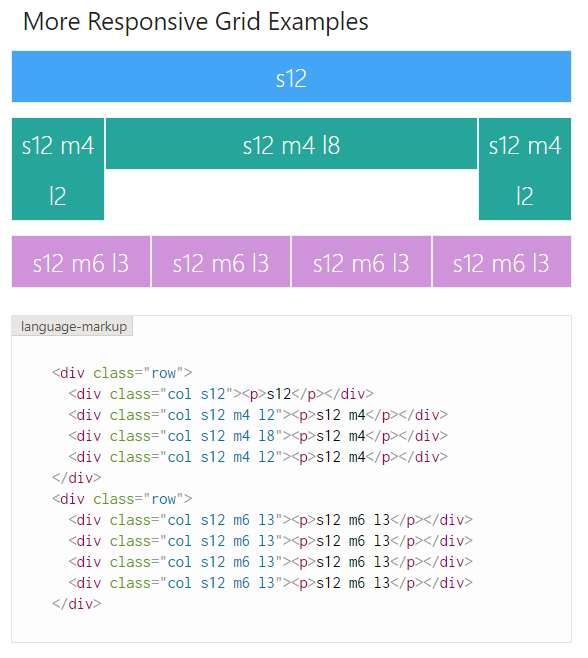 More Responsive Grid Examples
s12
s12 m4
l2
s12 m4 l8
s12 m4
l2
s12 m6 l3
s12 m6 l3
s12 m6 l3
s12 m6 l3
language-markup
<div class="row">
  <div class="col s12"><p>s12</p></div>
  <div class="col s12 m4 l2"><p>s12 m4</p></div>
  <div class="col s12 m4 l8"><p>s12 m4</p></div>
  <div class="col s12 m4 l2"><p>s12 m4</p></div>
</div>
<div class="row">
  <div class="col s12 m6 l3"><p>s12 m6 l3</p></div>
  <div class="col s12 m6 l3"><p>s12 m6 l3</p></div>
  <div class="col s12 m6 l3"><p>s12 m6 l3</p></div>
  <div class="col s12 m6 l3"><p>s12 m6 l3</p></div>
</div>